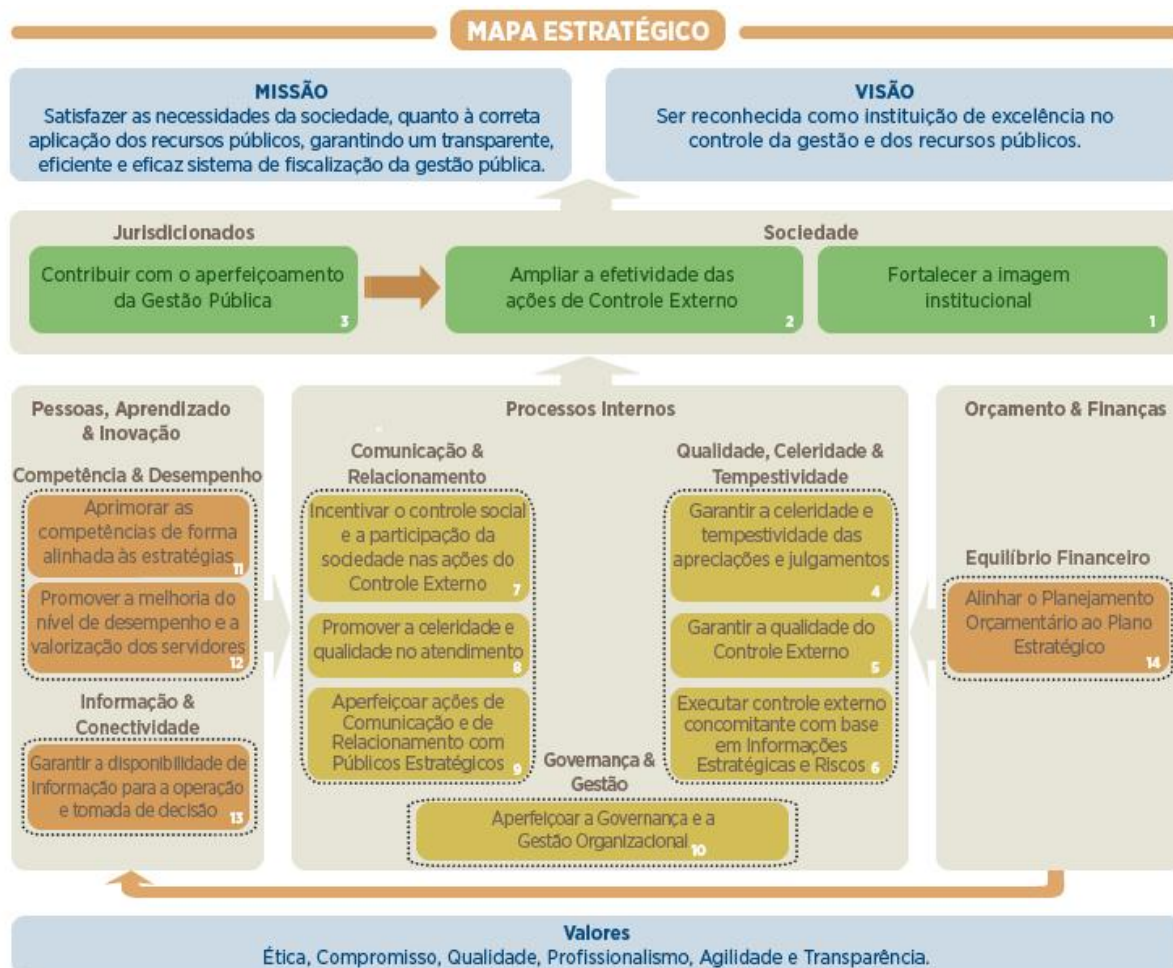 MAPA ESTRATÉGICO
MISSÃO
Satisfazer as necessidades da sociedade, quanto à correta
aplicação dos recursos públicos, garantindo um transparente,
eficiente e eficaz sistema de fiscalização da gestão pública.
VISÃO
Ser reconhecida como instituição de excelência no
controle da gestão e dos recursos públicos.
Jurisdicionados
Contribuir com o aperfeiçoamento
da Gestão Pública
3
Sociedade
Ampliar a efetividade das
ações de Controle Externo
2
Fortalecer a imagem
institucional
1
Pessoas, Aprendizado
& Inovação
Competência & Desempenho
Aprimorar as
competências de forma
alinhada às estratégias
11
Promover a melhoria do
nível de desempenho e a
valorização dos servidores
12
Informação &
Conectividade
Garantir a disponibilidade de
Informação para a operação
e tomada de decisão
13
Processos Internos
Comunicação &
Relacionamento
Incentivar o controle social
e a participação da
sociedade nas ações do
Controle Externo
7
Promover a celeridade e
qualidade no atendimento
8
Aperfeiçoar ações de
Comunicação e de
Relacionamento com
Públicos Estratégicos
9
Qualidade, Celeridade &
Tempestividade
Garantir a celeridade e
tempestividade das
apreciações e julgamentos
4
Garantir a qualidade do
Controle Externo
5
Executar controle externo
concomitante com base
em Informações
Estratégicas e Riscos
6
Governança &
Gestão
Aperfeiçoar a Governança e a
Gestão Organizacional
10
Orçamento & Finanças
Equilíbrio Financeiro
Alinhar o Planejamento
Orçamentário ao Plano
Estratégico
14
Valores
Ética, Compromisso, Qualidade, Profissionalismo, Agilidade e Transparência.